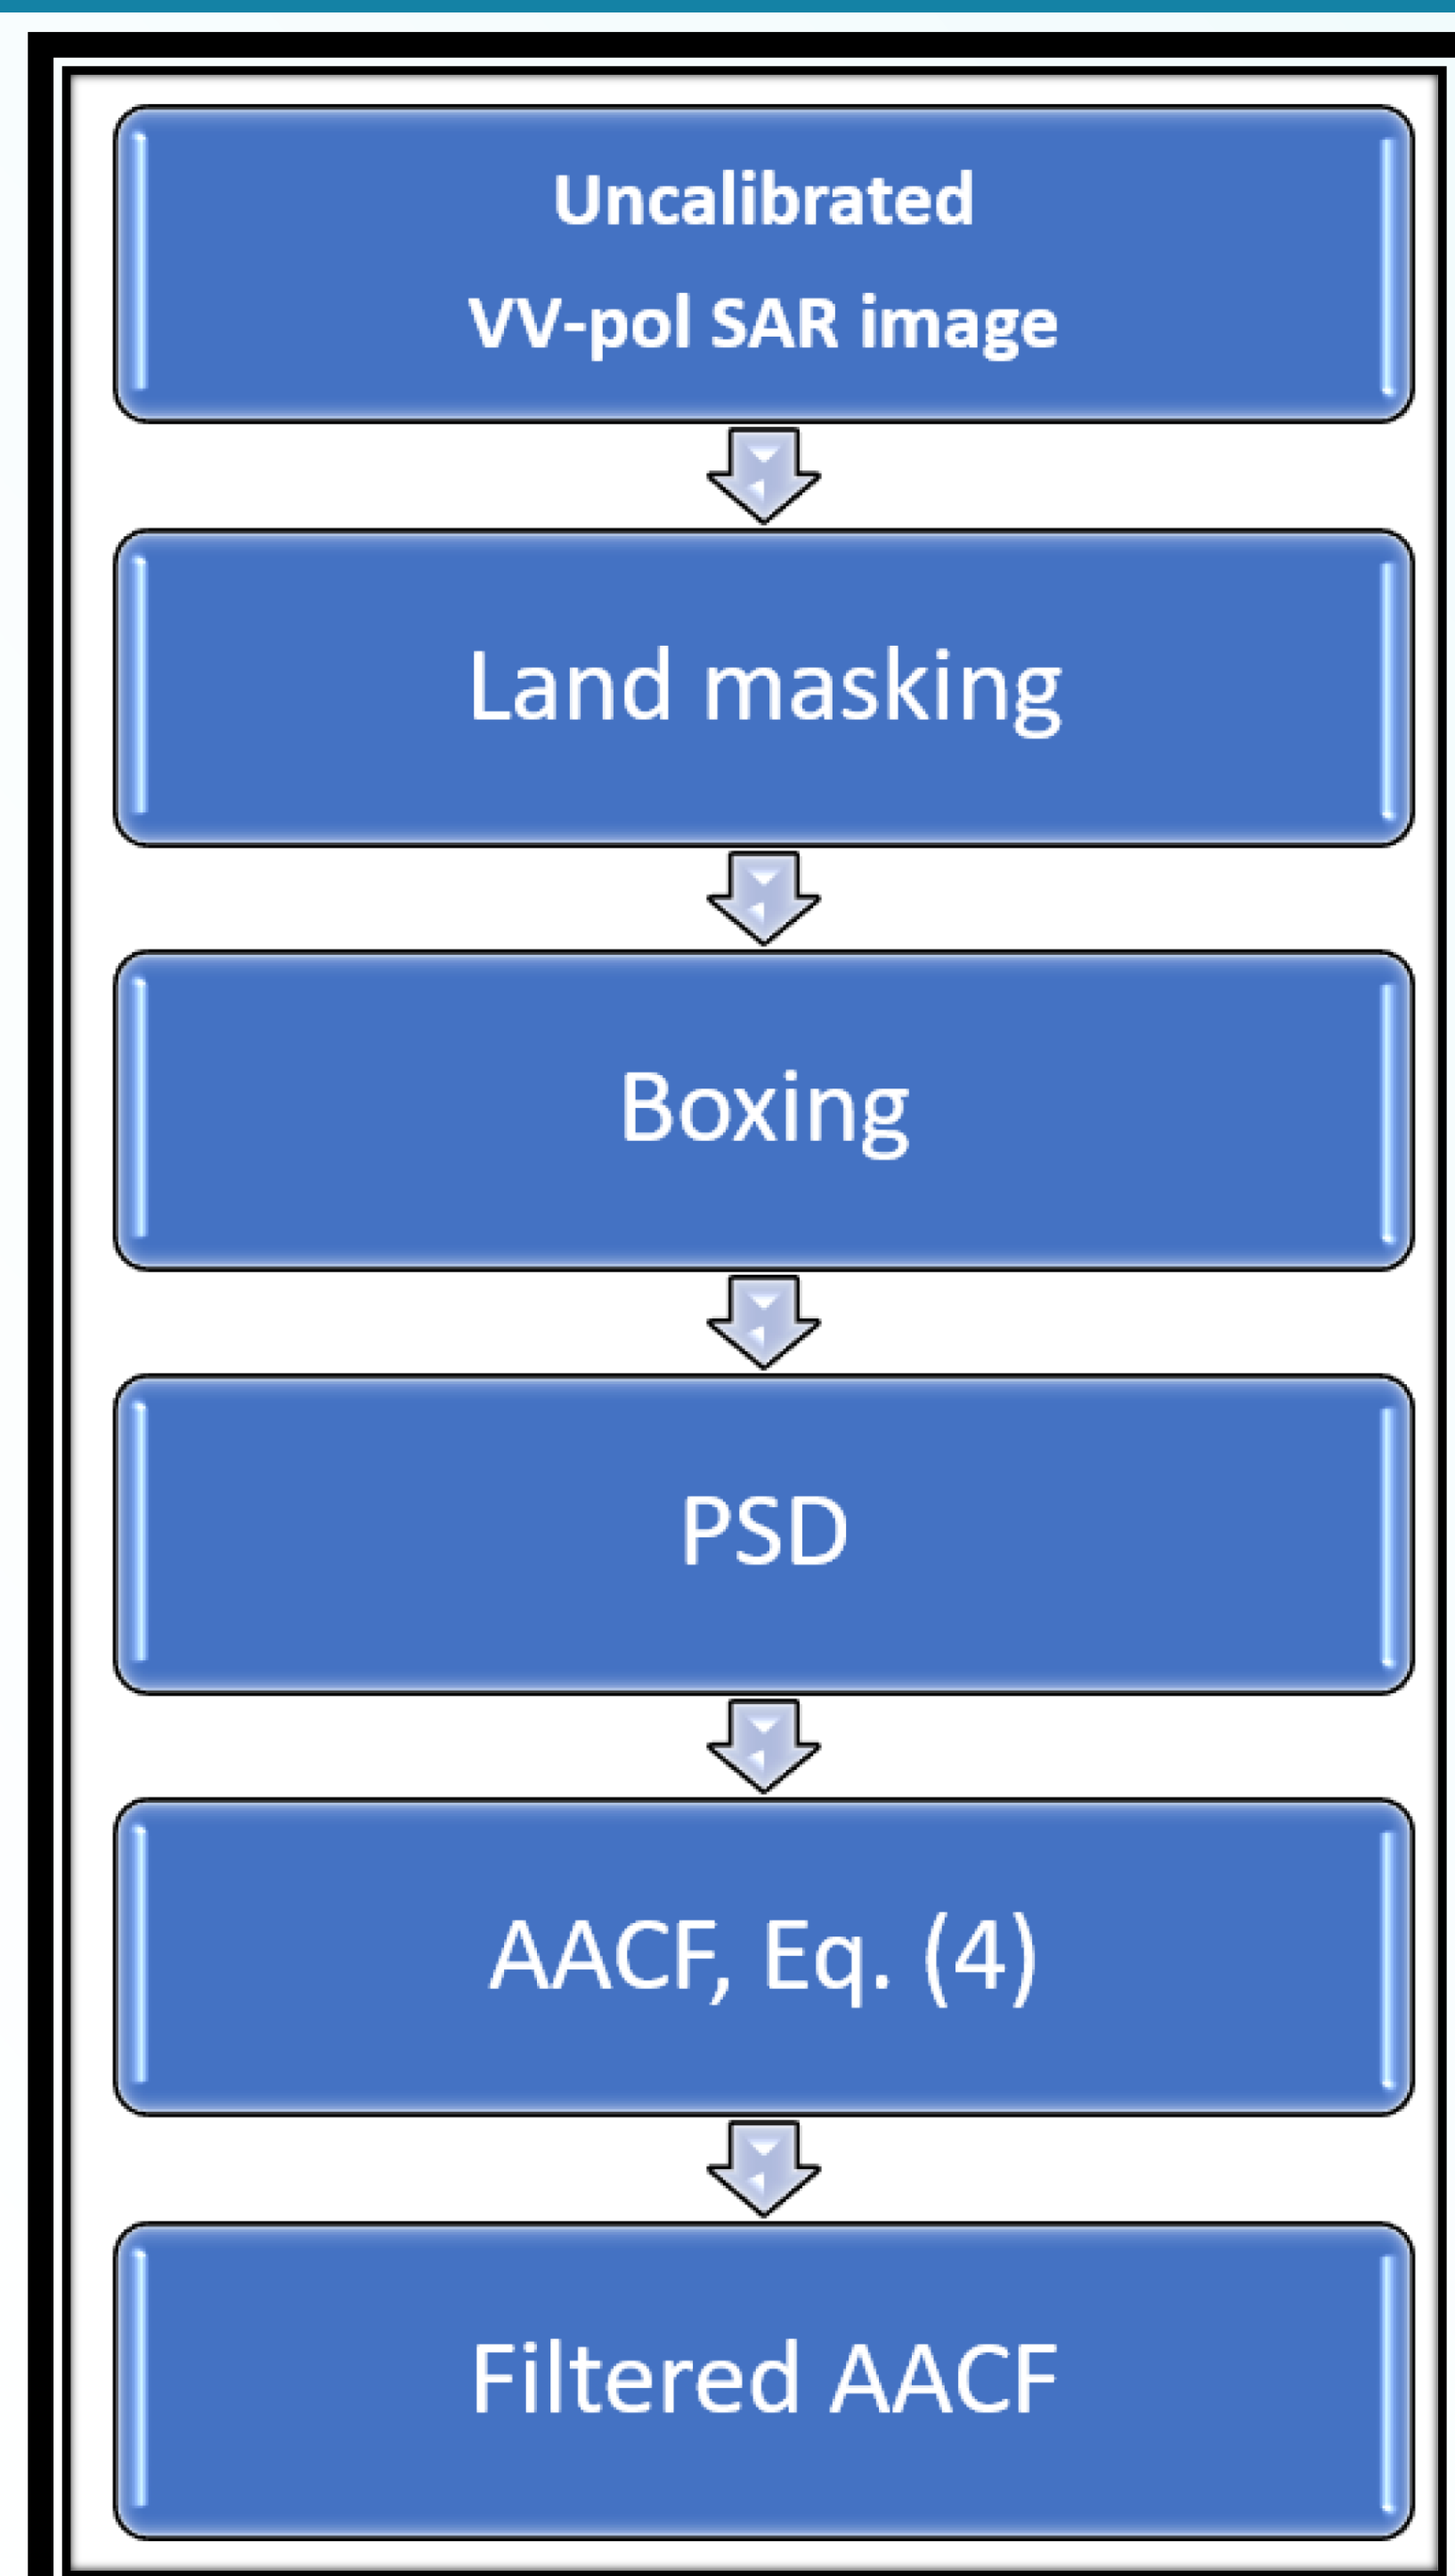 Uncalibrated
VV-pol SAR image
Land masking
Boxing
PSD
AACF, Eq. (4)
Filtered AACF